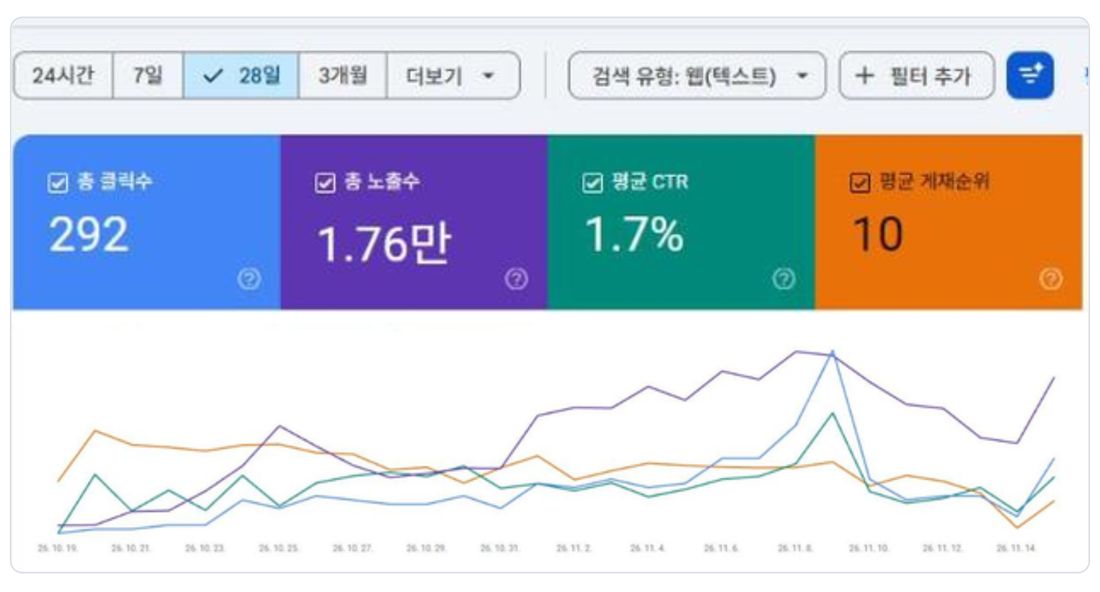 24시간 7일 28일 3개월 더보기 검색 유형: 웹(텍스트) + 필터 추가
총 클릭수 총 노출수 평균 CTR 평균 게재순위
292 1.76만 1.7% 10
26. 10. 19. 26. 10. 21. 26. 10. 23. 26. 10. 25. 26. 10. 27. 26. 10. 29. 26. 10. 31. 26. 11. 2. 26. 11. 4. 26. 11. 6. 26. 11. 8. 26. 11. 10. 26. 11. 12. 26. 11. 14.